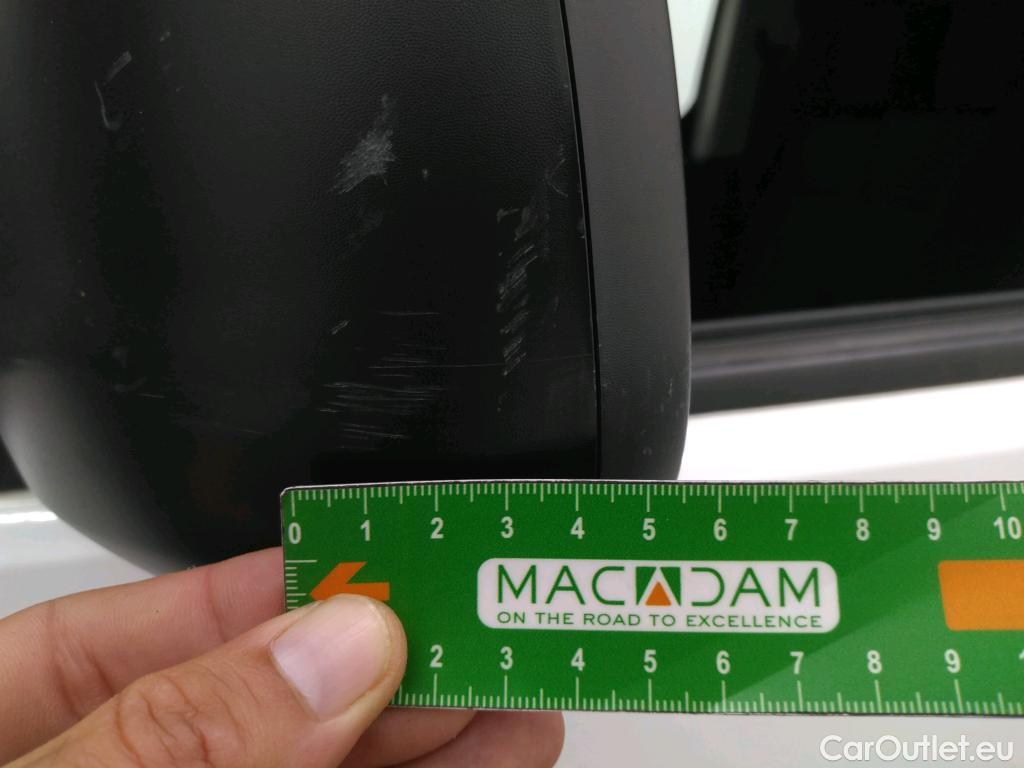 0 1 2 3 4 5 6 7 8 9 10
MACADAM
ON THE ROAD TO EXCELLENCE
2 3 4 5 6 7 8 9 1
CarOutlet.eu